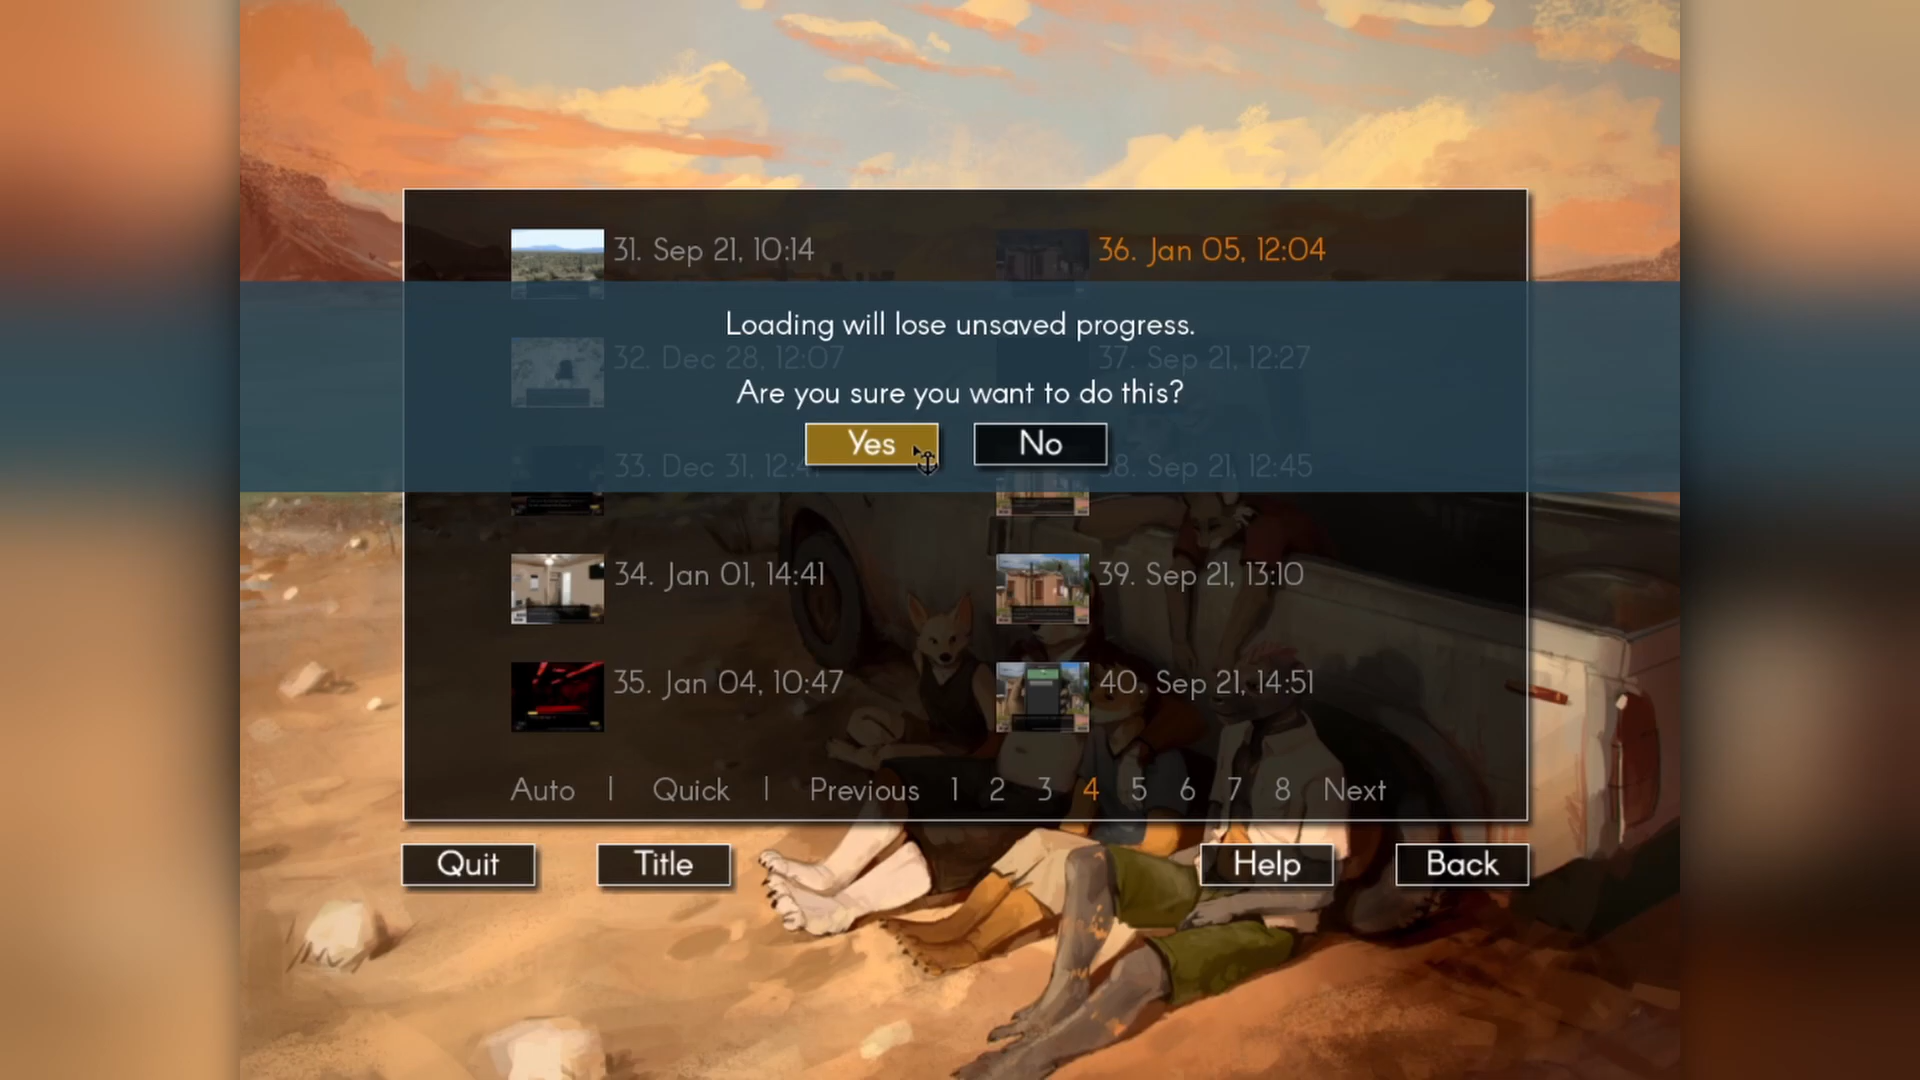 31. Sep 21, 10:14
36. Jan 05, 12:04
Loading will lose unsaved progress.
32. Dec 28, 12:07
37. Sep 21, 12:27
Are you sure you want to do this?
Yes
No
33. Dec 31,
Sep 21, 12:45
34. Jan 01, 14:41
39. Sep 21, 13:10
35. Jan 04, 10:47
40. Sep 21, 14:51
Auto | Quick | Previous 1 2 3 4 5 6 7 8 Next
Quit
Title
Help
Back